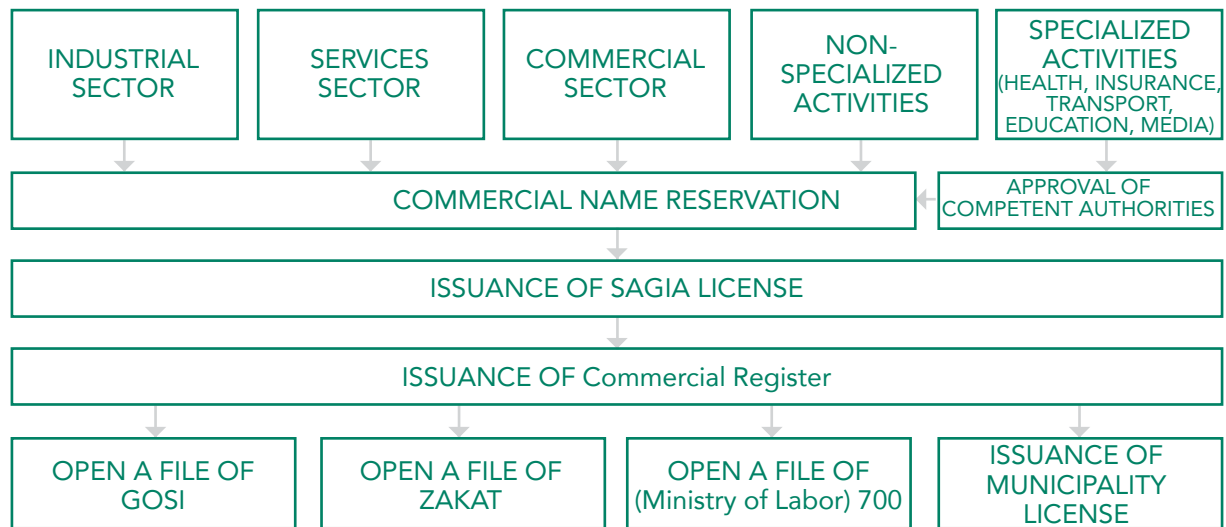 INDUSTRIAL
SECTOR
SERVICES
SECTOR
COMMERCIAL
SECTOR
NON-
SPECIALIZED
ACTIVITIES
SPECIALIZED
ACTIVITIES
(HEALTH, INSURANCE,
TRANSPORT,
EDUCATION, MEDIA)
COMMERCIAL NAME RESERVATION
APPROVAL OF
COMPETENT AUTHORITIES
ISSUANCE OF SAGIA LICENSE
ISSUANCE OF Commercial Register
OPEN A FILE OF
GOSI
OPEN A FILE OF
ZAKAT
OPEN A FILE OF
(Ministry of Labor) 700
ISSUANCE OF
MUNICIPALITY
LICENSE